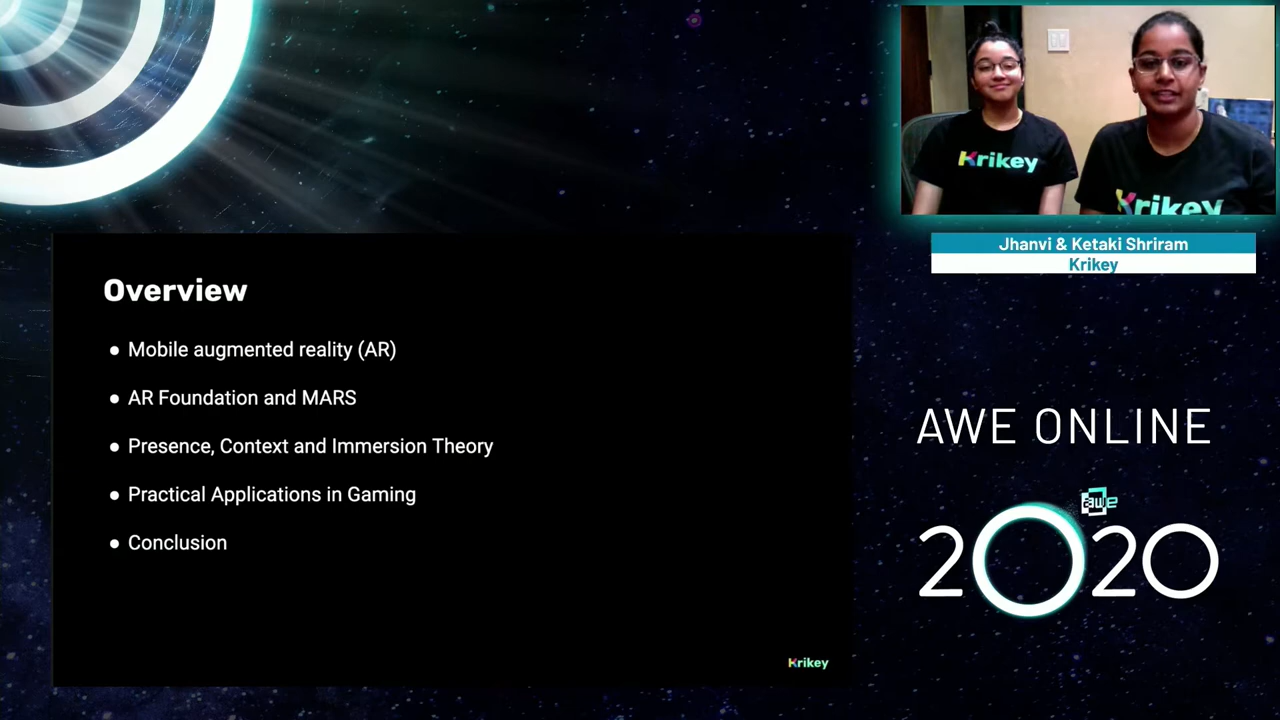 Krikey
Krikey
Jhanvi & Ketaki Shriram
Krikey
Overview
● Mobile augmented reality (AR)
● AR Foundation and MARS
● Presence, Context and Immersion Theory
● Practical Applications in Gaming
● Conclusion
Krikey
AWE ONLINE
awe
2020